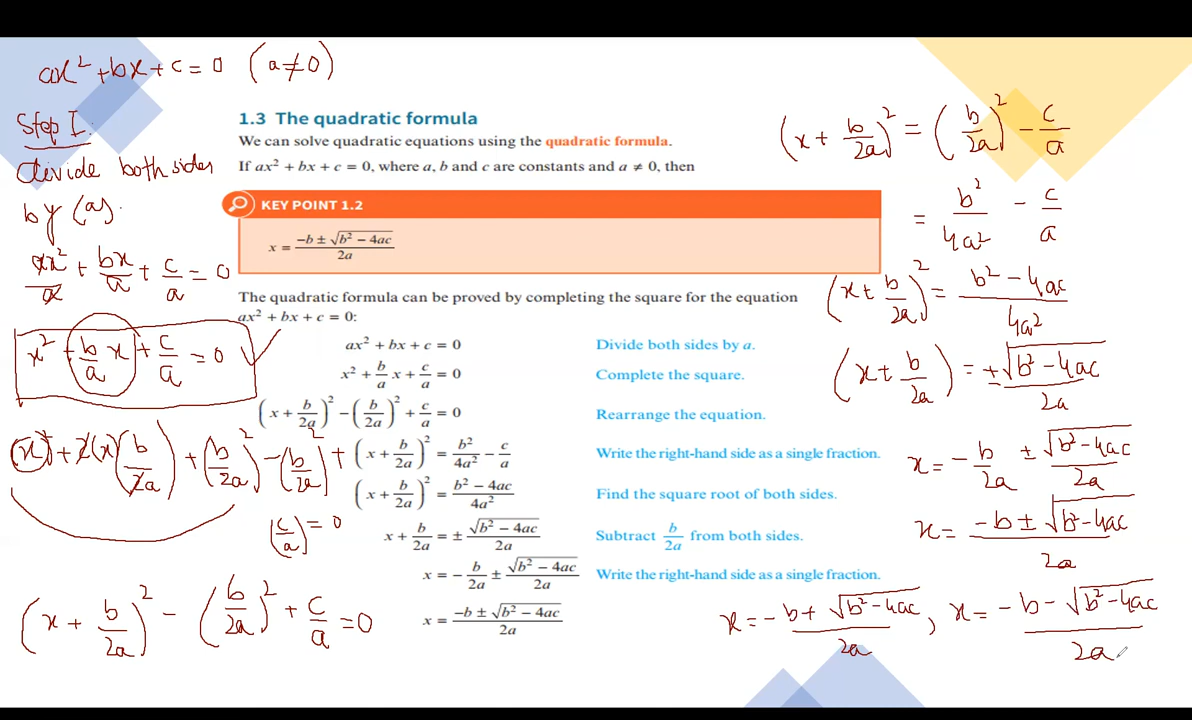 ax² + bx + c = 0 (a ≠ 0)
Step I.
divide both sides
by (a).
ax²/a + bx/a + c/a = 0
x² + b/a x + c/a = 0
(x)² + 2(x)(b/2a) + (b/2a)² - (b/2a)² +
(c/a) = 0
(x + b/2a)² - (b/2a)² + c/a = 0
1.3 The quadratic formula
We can solve quadratic equations using the quadratic formula.
If ax² + bx + c = 0, where a, b and c are constants and a ≠ 0, then
KEY POINT 1.2
x = (-b ± √(b² - 4ac))/2a
The quadratic formula can be proved by completing the square for the equation
ax² + bx + c = 0:
ax² + bx + c = 0 Divide both sides by a.
x² + b/a x + c/a = 0 Complete the square.
(x + b/2a)² - (b/2a)² + c/a = 0 Rearrange the equation.
(x + b/2a)² = b²/4a² - c/a Write the right-hand side as a single fraction.
(x + b/2a)² = (b² - 4ac)/4a² Find the square root of both sides.
x + b/2a = ± √(b² - 4ac)/2a Subtract b/2a from both sides.
x = - b/2a ± √(b² - 4ac)/2a Write the right-hand side as a single fraction.
x = (-b ± √(b² - 4ac))/2a
(x + b/2a)² = (b/2a)² - c/a
= b²/4a² - c/a
(x + b/2a)² = (b² - 4ac)/4a²
(x + b/2a) = ± √(b² - 4ac)/2a
x = - b/2a ± √(b² - 4ac)/2a
x = (-b ± √(b² - 4ac))/2a
x = (-b + √(b² - 4ac))/2a , x = (-b - √(b² - 4ac))/2a